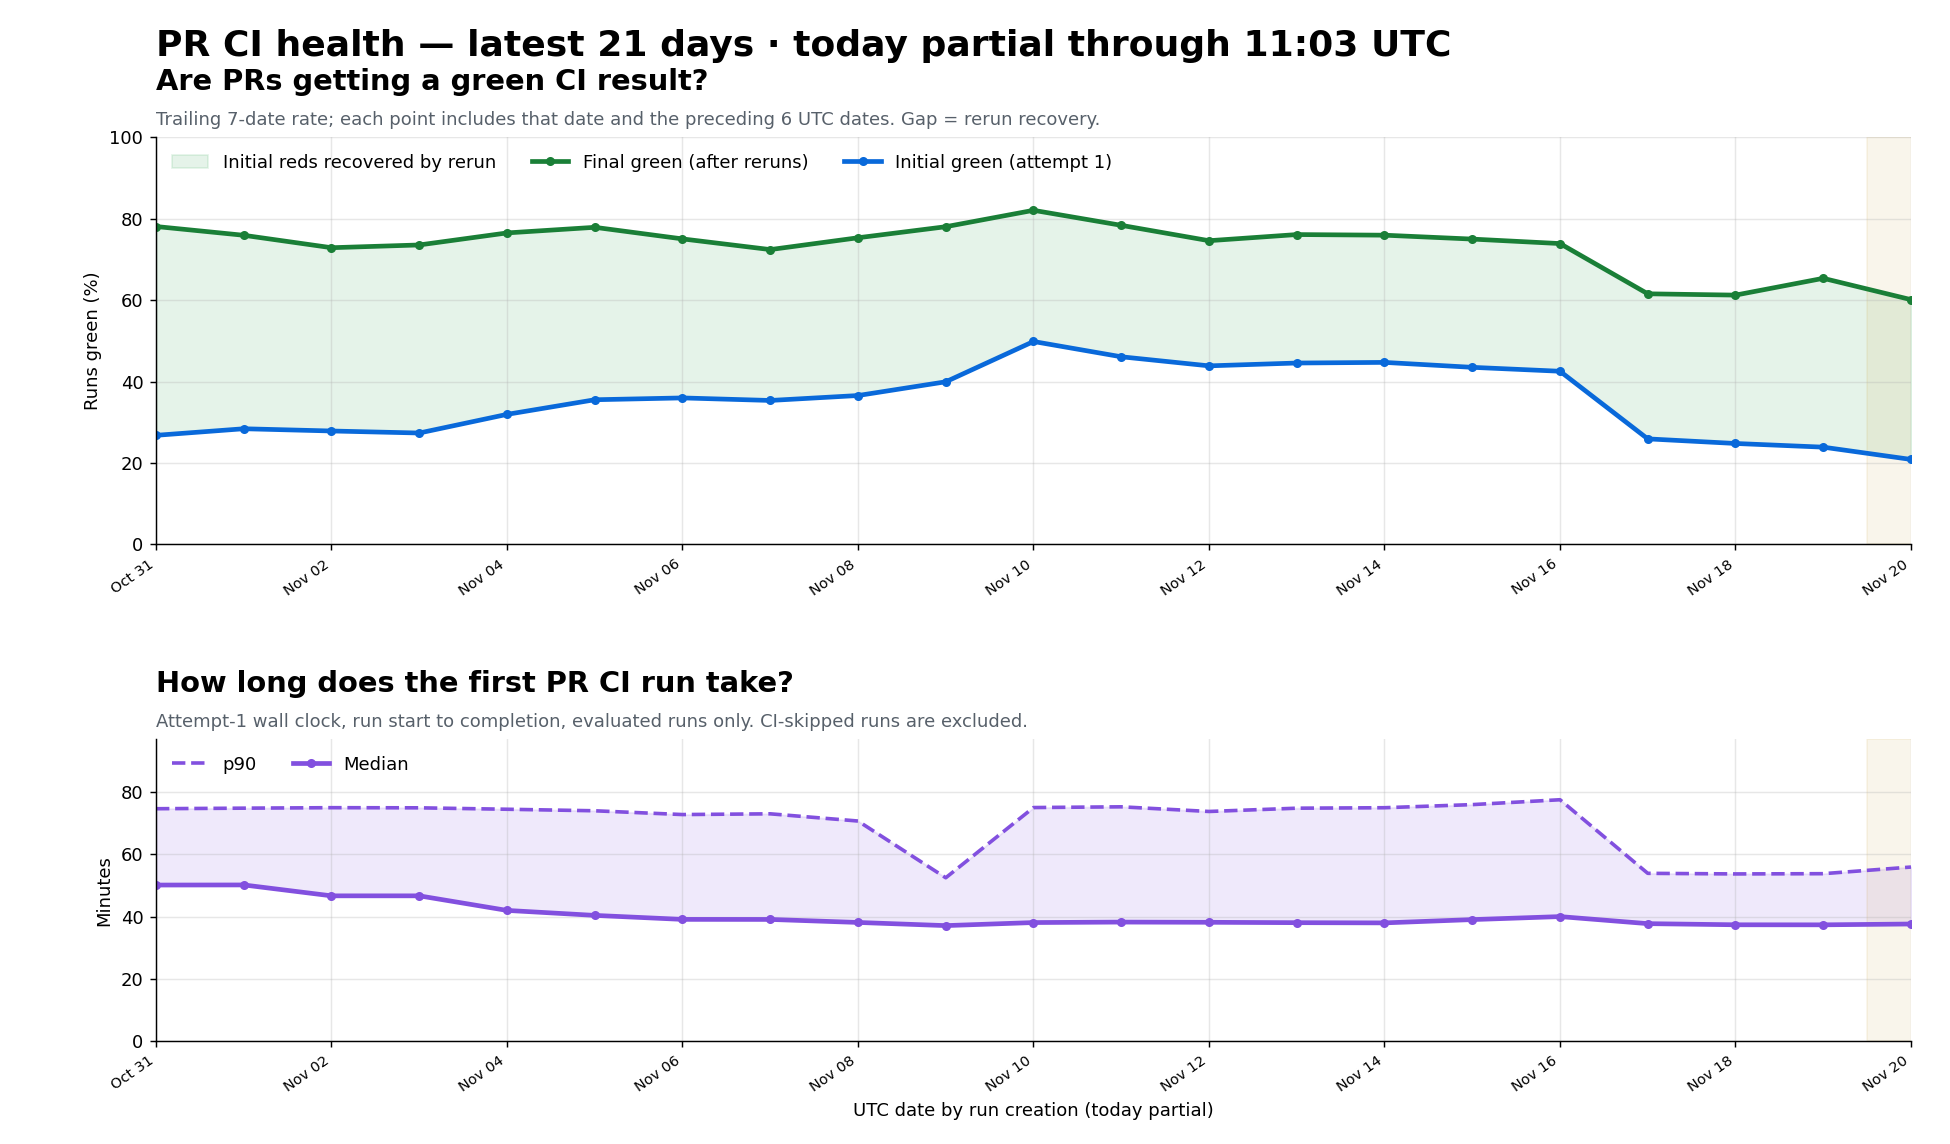 PR CI health — latest 21 days · today partial through 11:03 UTC
Are PRs getting a green CI result?
Trailing 7-date rate; each point includes that date and the preceding 6 UTC dates. Gap = rerun recovery.
Initial reds recovered by rerun
Final green (after reruns)
Initial green (attempt 1)
Runs green (%)
100
80
60
40
20
0
Oct 31
Nov 02
Nov 04
Nov 06
Nov 08
Nov 10
Nov 12
Nov 14
Nov 16
Nov 18
Nov 20
How long does the first PR CI run take?
Attempt-1 wall clock, run start to completion, evaluated runs only. CI-skipped runs are excluded.
p90
Median
Minutes
80
60
40
20
0
Oct 31
Nov 02
Nov 04
Nov 06
Nov 08
Nov 10
Nov 12
Nov 14
Nov 16
Nov 18
Nov 20
UTC date by run creation (today partial)